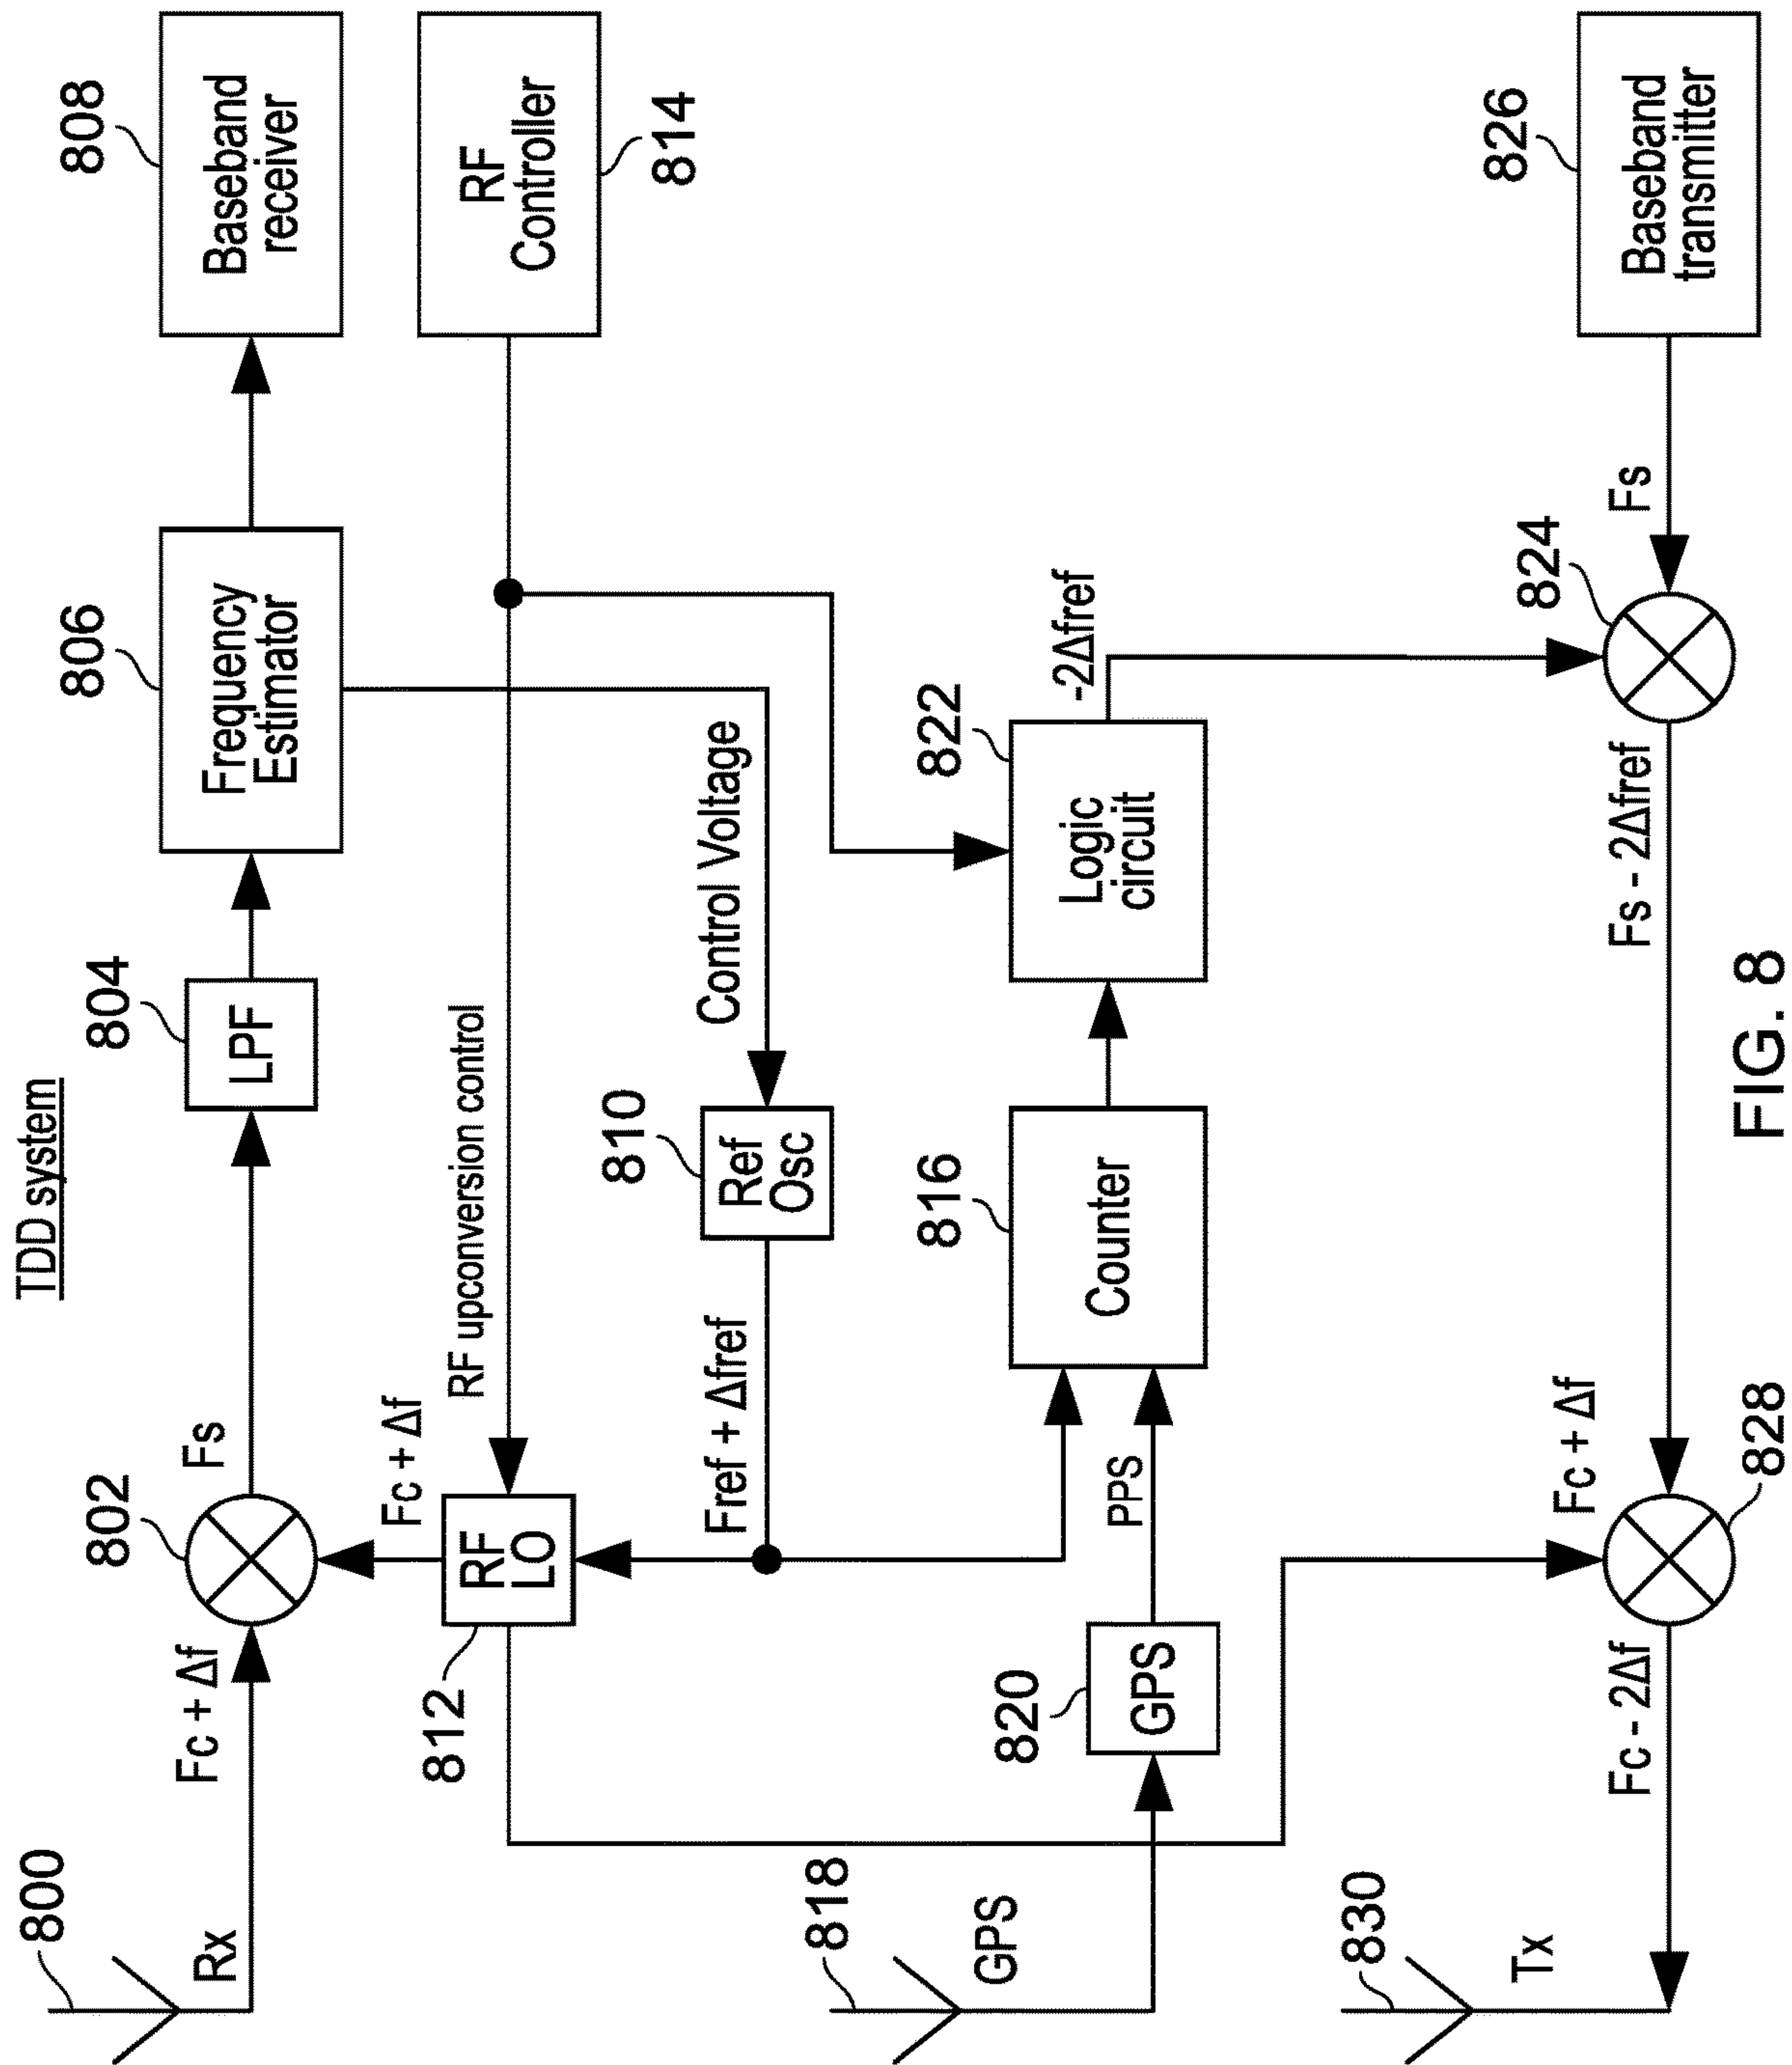 TDD system
800
Rx
Fc + Δf
802
Fs
804
LPF
806
Frequency
Estimator
808
Baseband
receiver
812
RF
LO
Fc + Δf
RF upconversion control
RF
Controller
814
Fref + Δfref
810
Ref
Osc
Control Voltage
818
GPS
820
GPS
PPS
816
Counter
822
Logic
circuit
-2Δfref
830
Tx
Fc - 2Δf
828
Fc + Δf
Fs - 2Δfref
824
Fs
826
Baseband
transmitter
FIG. 8